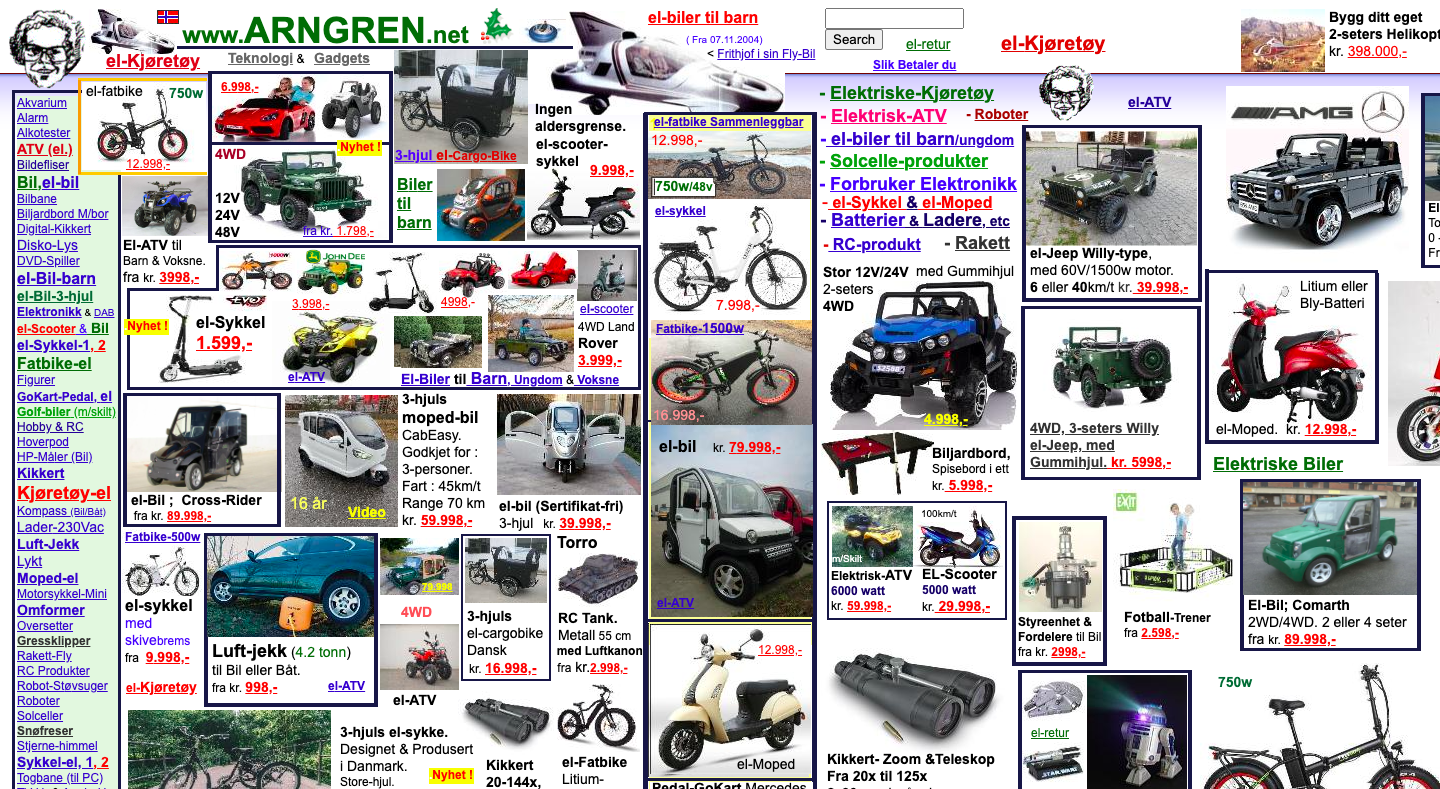 www.ARNGREN.net
el-Kjøretøy
Teknologi & Gadgets
el-biler til barn
( Fra 07.11.2004)
< Frithjof i sin Fly-Bil
Search
el-retur
Slik Betaler du
el-Kjøretøy
Bygg ditt eget
2-seters Helikopt
kr. 398.000,-
Akvarium
Alarm
Alkotester
ATV (el.)
Bildefliser
Bil,el-bil
Bilbane
Biljardbord M/bor
Digital-Kikkert
Disko-Lys
DVD-Spiller
el-Bil-barn
el-Bil-3-hjul
Elektronikk & DAB
el-Scooter & Bil
el-Sykkel-1, 2
Fatbike-el
Figurer
GoKart-Pedal, el
Golf-biler (m/skilt)
Hobby & RC
Hoverpod
HP-Måler (Bil)
Kikkert
Kjøretøy-el
Kompass (Bil/Båt)
Lader-230Vac
Luft-Jekk
Lykt
Moped-el
Motorsykkel-Mini
Omformer
Oversetter
Gressklipper
Rakett-Fly
RC Produkter
Robot-Støvsuger
Roboter
Solceller
Snøfreser
Stjerne-himmel
Sykkel-el, 1, 2
Togbane (til PC)
el-fatbike 750w
12.998,-
6.998,-
Nyhet !
4WD
12V
24V
48V
fra kr. 1.798,-
3-hjul el-Cargo-Bike
Biler
til
barn
Ingen
aldersgrense.
el-scooter-
sykkel
9.998,-
El-ATV til
Barn & Voksne.
fra kr. 3998,-
1000W
JOHN DEERE
3.998,-
4998,-
el-scooter
Nyhet !
EVO
el-Sykkel
1.599,-
el-ATV
4WD Land
Rover
3.999,-
El-Biler til Barn, Ungdom & Voksne
el-Bil ; Cross-Rider
fra kr. 89.998,-
16 år
Video
3-hjuls
moped-bil
CabEasy.
Godkjet for :
3-personer.
Fart : 45km/t
Range 70 km
kr. 59.998,-
el-bil (Sertifikat-fri)
3-hjul kr. 39.998,-
Fatbike-500w
el-sykkel
med
skivebrems
fra 9.998,-
el-Kjøretøy
Luft-jekk (4.2 tonn)
til Bil eller Båt.
fra kr. 998,-
el-ATV
79.998
4WD
el-ATV
3-hjuls
el-cargobike
Dansk
kr. 16.998,-
Torro
RC Tank.
Metall 55 cm
med Luftkanon
fra kr.2.998,-
3-hjuls el-sykke.
Designet & Produsert
i Danmark.
Store-hjul.
Nyhet !
Kikkert
20-144x,
el-Fatbike
Litium-
el-fatbike Sammenleggbar
12.998,-
750w/48v
el-sykkel
7.998,-
Fatbike-1500w
16.998,-
el-bil kr. 79.998,-
el-ATV
12.998,-
el-Moped
Pedal-GoKart Mercedes
- Elektriske-Kjøretøy
- Elektrisk-ATV - Roboter
- el-biler til barn/ungdom
- Solcelle-produkter
- Forbruker Elektronikk
- el-Sykkel & el-Moped
- Batterier & Ladere, etc
- RC-produkt - Rakett
Stor 12V/24V med Gummihjul
2-seters
4WD
S2588
4.998,-
Biljardbord,
Spisebord i ett
kr. 5.998,-
m/Skilt
Elektrisk-ATV
6000 watt
kr. 59.998,-
100km/t
EL-Scooter
5000 watt
kr. 29.998,-
Kikkert- Zoom &Teleskop
Fra 20x til 125x
el-ATV
el-Jeep Willy-type,
med 60V/1500w motor.
6 eller 40km/t kr. 39.998,-
4WD, 3-seters Willy
el-Jeep, med
Gummihjul. kr. 5998,-
AMG
Litium eller
Bly-Batteri
el-Moped. kr. 12.998,-
Elektriske Biler
Styreenhet &
Fordelere til Bil
fra kr. 2998,-
EXIT
Fotball-Trener
fra 2.598,-
El-Bil; Comarth
2WD/4WD. 2 eller 4 seter
fra kr. 89.998,-
el-retur
STAR WARS
750w
El
To
0 -
Fr